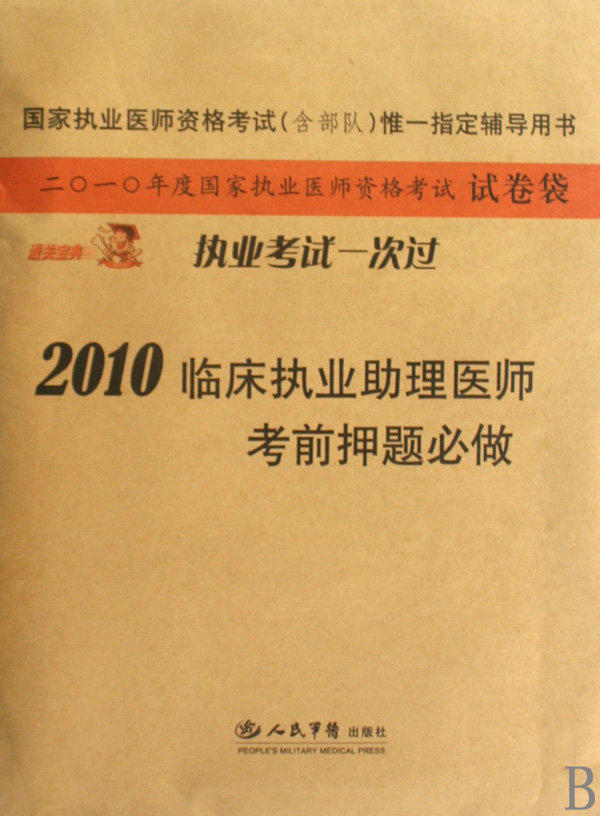 国家执业医师资格考试(含部队)惟一指定辅导用书
二〇一〇年度国家执业医师资格考试 试卷袋
通关宝典
执业考试一次过
2010 临床执业助理医师
考前押题必做
人民军医出版社
PEOPLE'S MILITARY MEDICAL PRESS
B